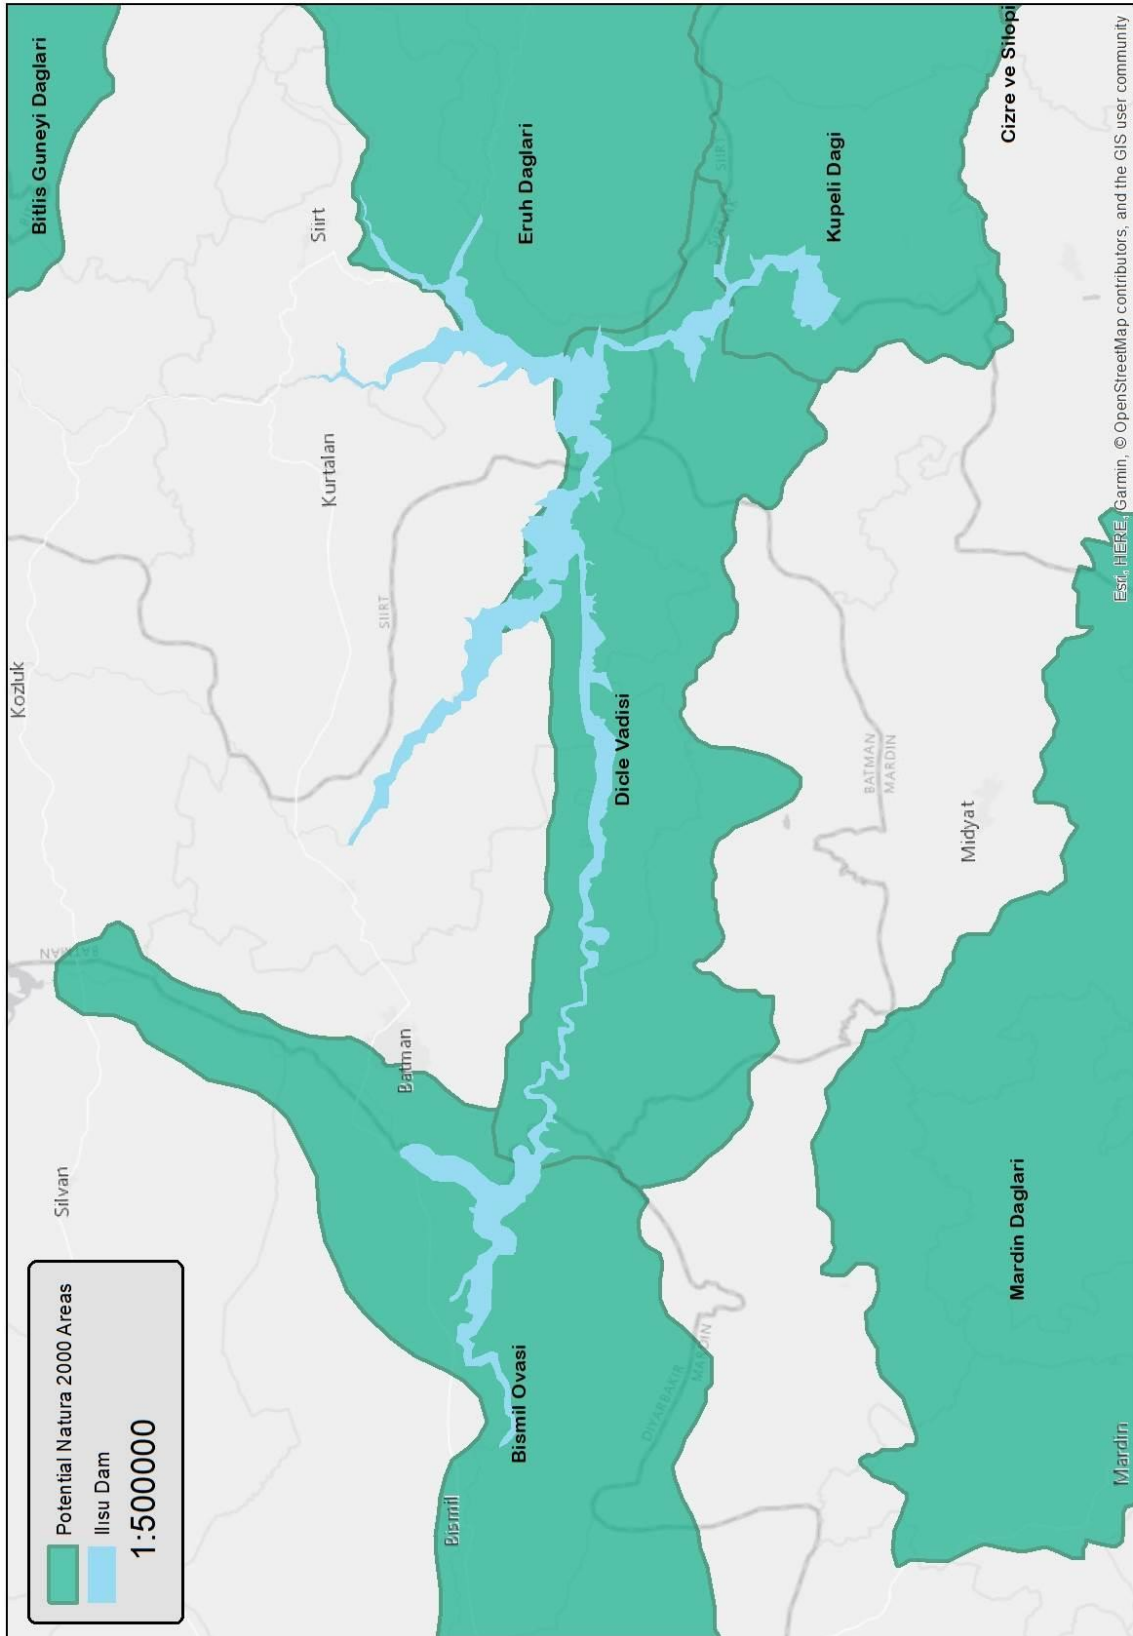 Potential Natura 2000 Areas
Ilısu Dam
1:500000
Silvan
Kozluk
Bitlis Guneyi Daglari
BATMAN
Siirt
Kurtalan
SIIRT
Batman
Bismil
Bismil Ovasi
Eruh Daglari
Dicle Vadisi
SIIRT
DIYARBAKIR
MARDIN
Kupeli Dagi
BATMAN
MARDIN
Midyat
Mardin Daglari
Cizre ve Silopi
Mardin
Esri, HERE, Garmin, © OpenStreetMap contributors, and the GIS user community